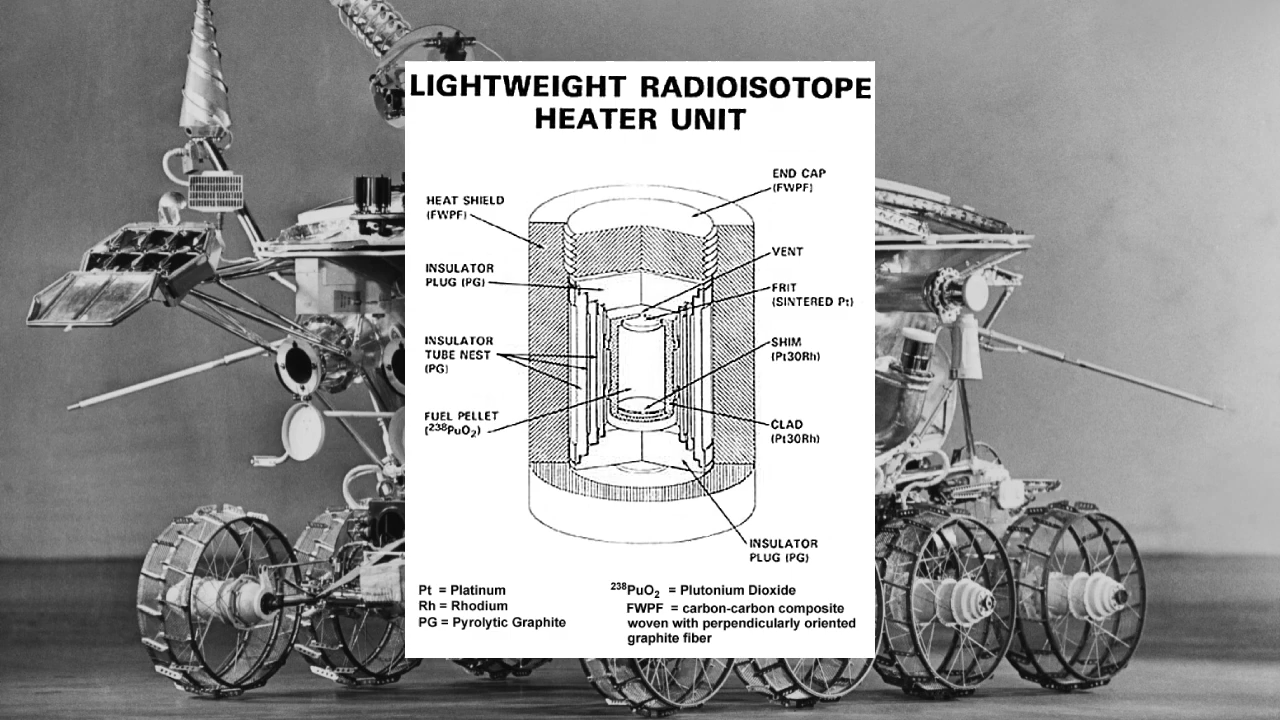 LIGHTWEIGHT RADIOISOTOPE
HEATER UNIT
END CAP
(FWPF)
HEAT SHIELD
(FWPF)
VENT
INSULATOR
PLUG (PG)
FRIT
(SINTERED Pt)
INSULATOR
TUBE NEST
(PG)
SHIM
(Pt30Rh)
FUEL PELLET
(²³⁸PuO₂)
CLAD
(Pt30Rh)
INSULATOR
PLUG (PG)
Pt = Platinum
Rh = Rhodium
PG = Pyrolytic Graphite
²³⁸PuO₂ = Plutonium Dioxide
FWPF = carbon-carbon composite
woven with perpendicularly oriented
graphite fiber